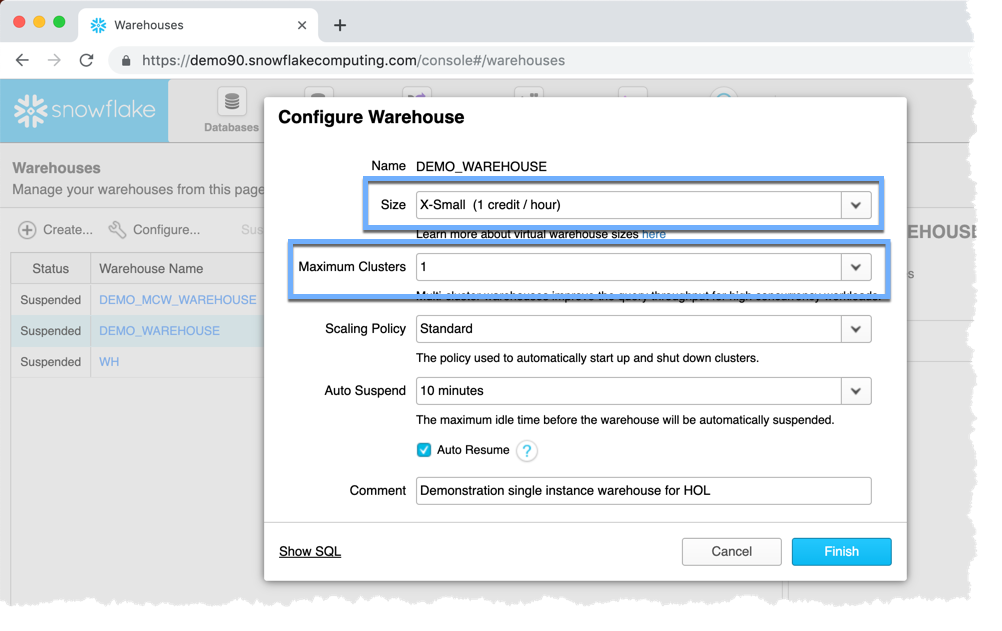 Warehouses
https://demo90.snowflakecomputing.com/console#/warehouses
snowflake
Databases
Warehouses
Manage your warehouses from this page
Create...
Configure...
Sus
Status
Warehouse Name
Suspended
DEMO_MCW_WAREHOUSE
Suspended
DEMO_WAREHOUSE
Suspended
WH
EHOUSE
s
Configure Warehouse
Name DEMO_WAREHOUSE
Size X-Small (1 credit / hour)
Learn more about virtual warehouse sizes here
Maximum Clusters 1
Multi-cluster warehouses improve the query throughput for high concurrency workloads.
Scaling Policy Standard
The policy used to automatically start up and shut down clusters.
Auto Suspend 10 minutes
The maximum idle time before the warehouse will be automatically suspended.
Auto Resume ?
Comment Demonstration single instance warehouse for HOL
Show SQL
Cancel
Finish